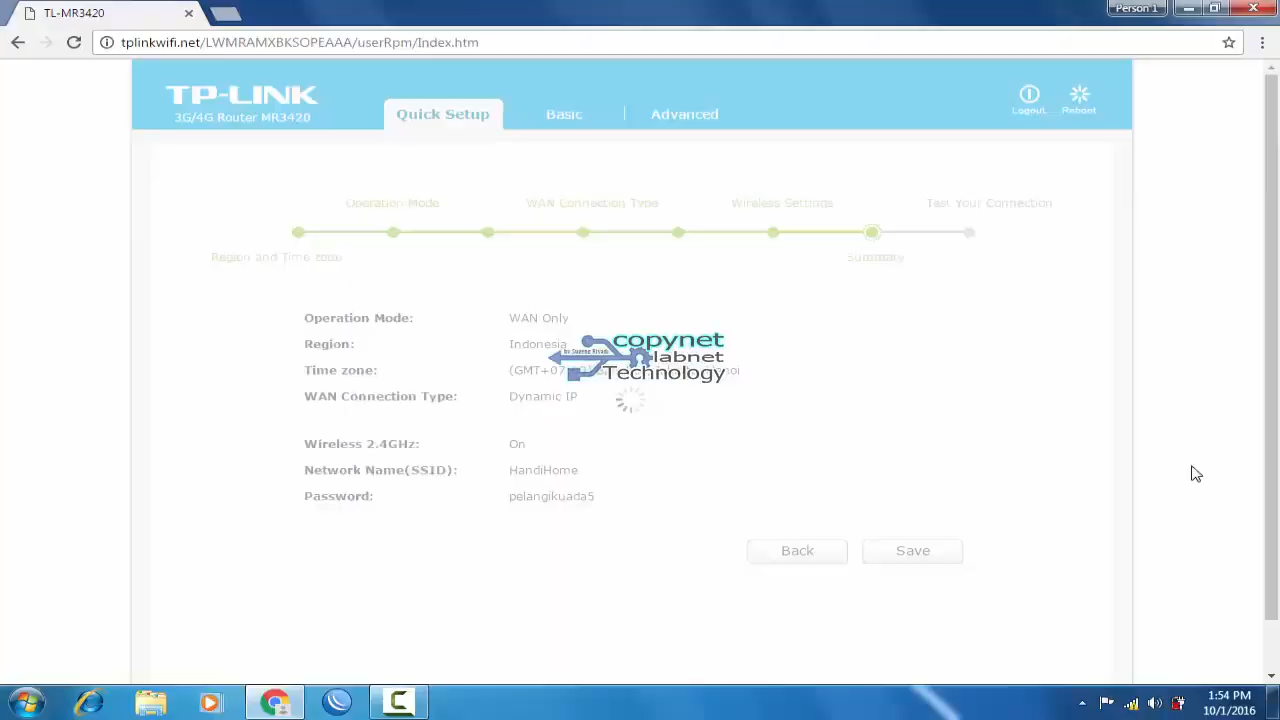 TL-MR3420
Person 1
tplinkwifi.net/LWMRAMXBKSOPEAAA/userRpm/Index.htm
TP-LINK
3G/4G Router MR3420
Quick Setup
Basic
Advanced
Logout
Reboot
Operation Mode
WAN Connection Type
Wireless Settings
Test Your Connection
Region and Time zone
Summary
Operation Mode: WAN Only
Region: Indonesia
Time zone: (GMT+07
WAN Connection Type: Dynamic IP
copynet
by Suarez Riyado
labnet
Technology
Wireless 2.4GHz: On
Network Name(SSID): HandiHome
Password: pelangikuada5
Back
Save
1:54 PM
10/1/2016